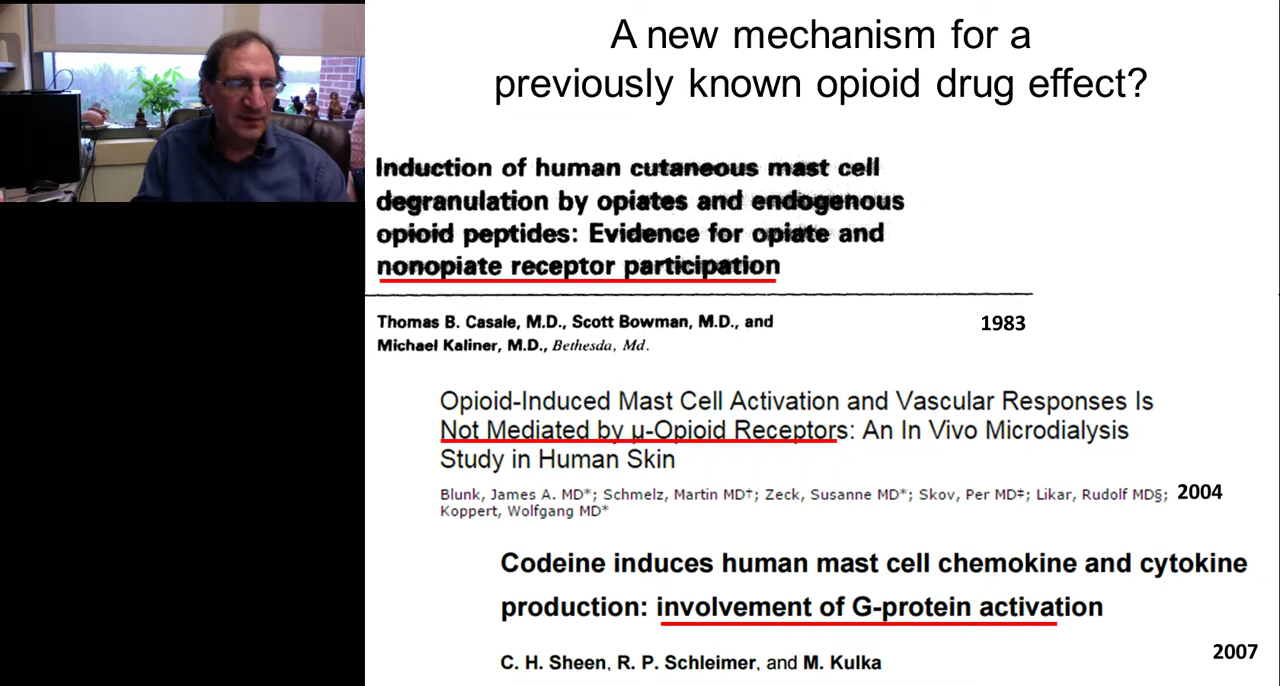 A new mechanism for a
previously known opioid drug effect?
Induction of human cutaneous mast cell
degranulation by opiates and endogenous
opioid peptides: Evidence for opiate and
nonopiate receptor participation
Thomas B. Casale, M.D., Scott Bowman, M.D., and
Michael Kaliner, M.D., Bethesda, Md.
1983
Opioid-Induced Mast Cell Activation and Vascular Responses Is
Not Mediated by μ-Opioid Receptors: An In Vivo Microdialysis
Study in Human Skin
Blunk, James A. MD*; Schmelz, Martin MD†; Zeck, Susanne MD*; Skov, Per MD‡; Likar, Rudolf MD§;
Koppert, Wolfgang MD*
2004
Codeine induces human mast cell chemokine and cytokine
production: involvement of G-protein activation
C. H. Sheen, R. P. Schleimer, and M. Kulka
2007